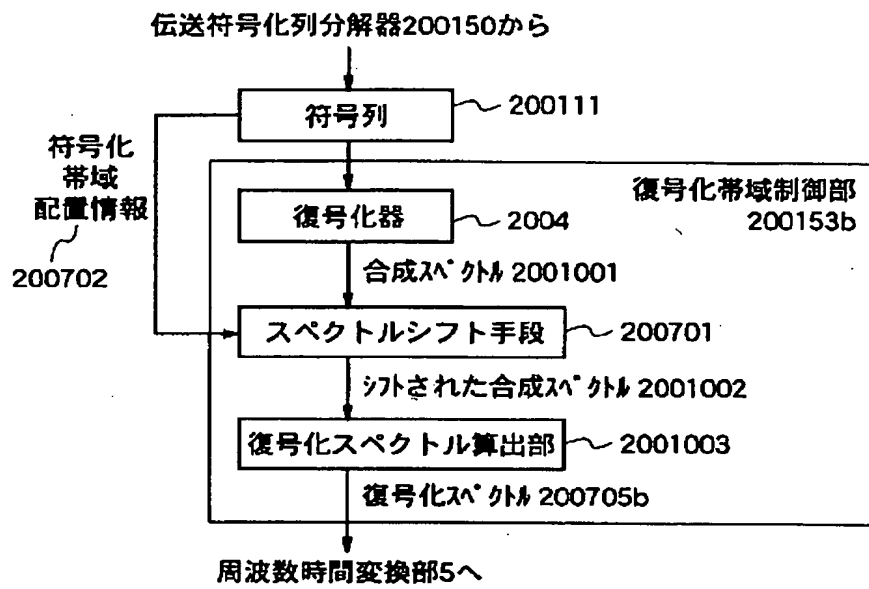 伝送符号化列分解器200150から
符号列
200111
符号化
帯域
配置情報
200702
復号化帯域制御部
200153b
復号化器
2004
合成スペクトル 2001001
スペクトルシフト手段
200701
シフトされた合成スペクトル 2001002
復号化スペクトル算出部
2001003
復号化スペクトル 200705b
周波数時間変換部5へ